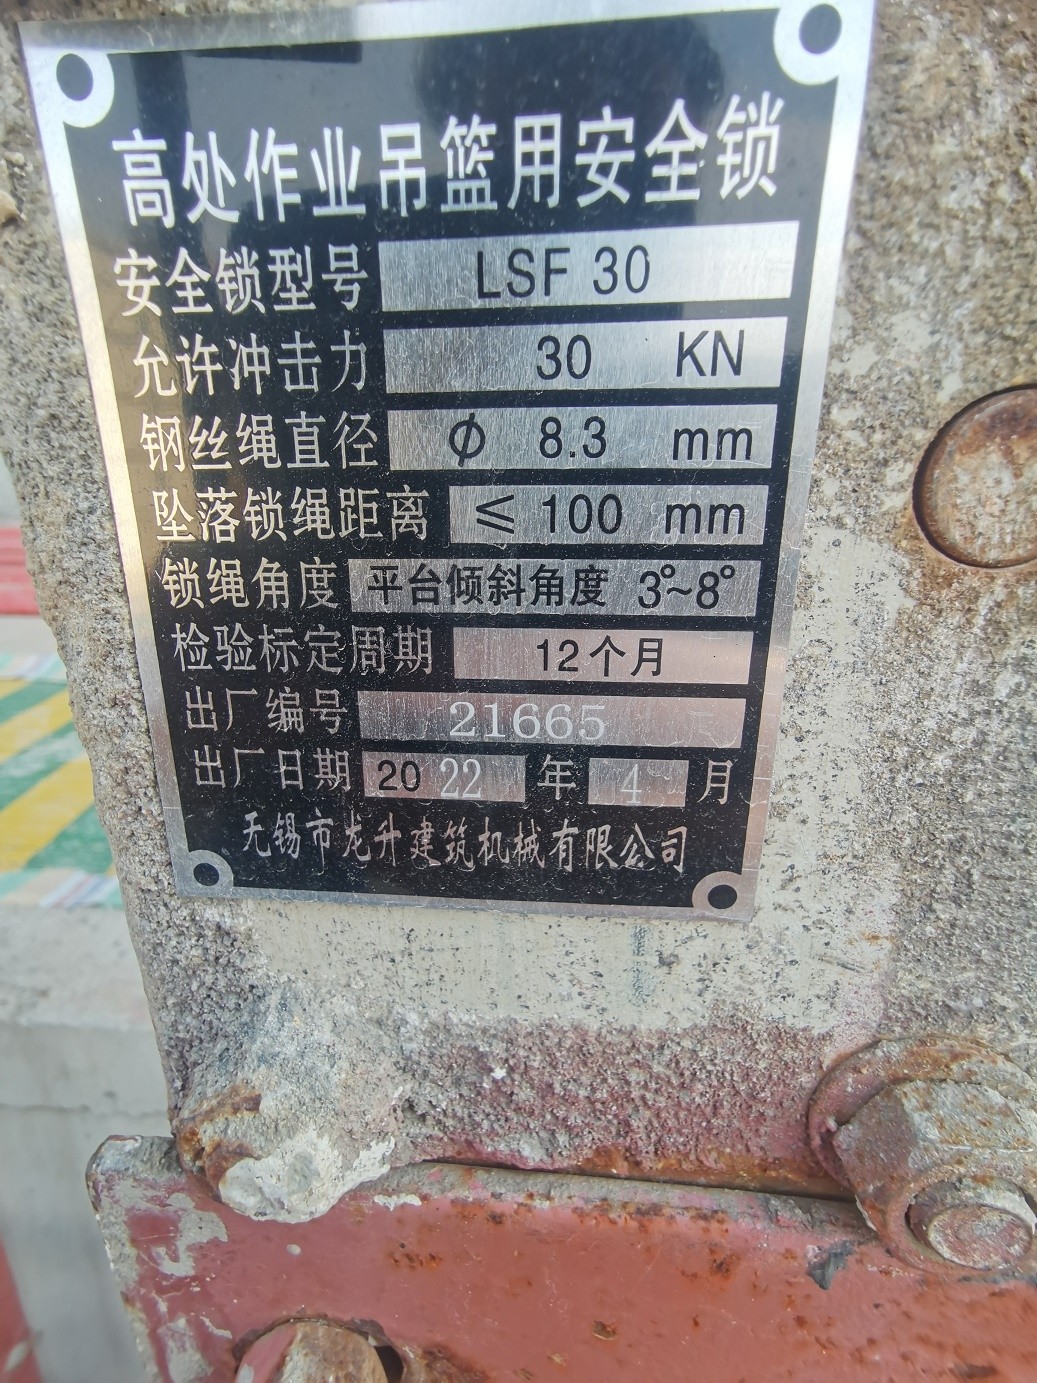 高处作业吊篮用安全锁
安全锁型号 LSF 30
允许冲击力 30 KN
钢丝绳直径 Φ 8.3 mm
坠落锁绳距离 ≤ 100 mm
锁绳角度 平台倾斜角度 3°~8°
检验标定周期 12个月
出厂编号 21665
出厂日期 2022 年 4 月
无锡市龙升建筑机械有限公司